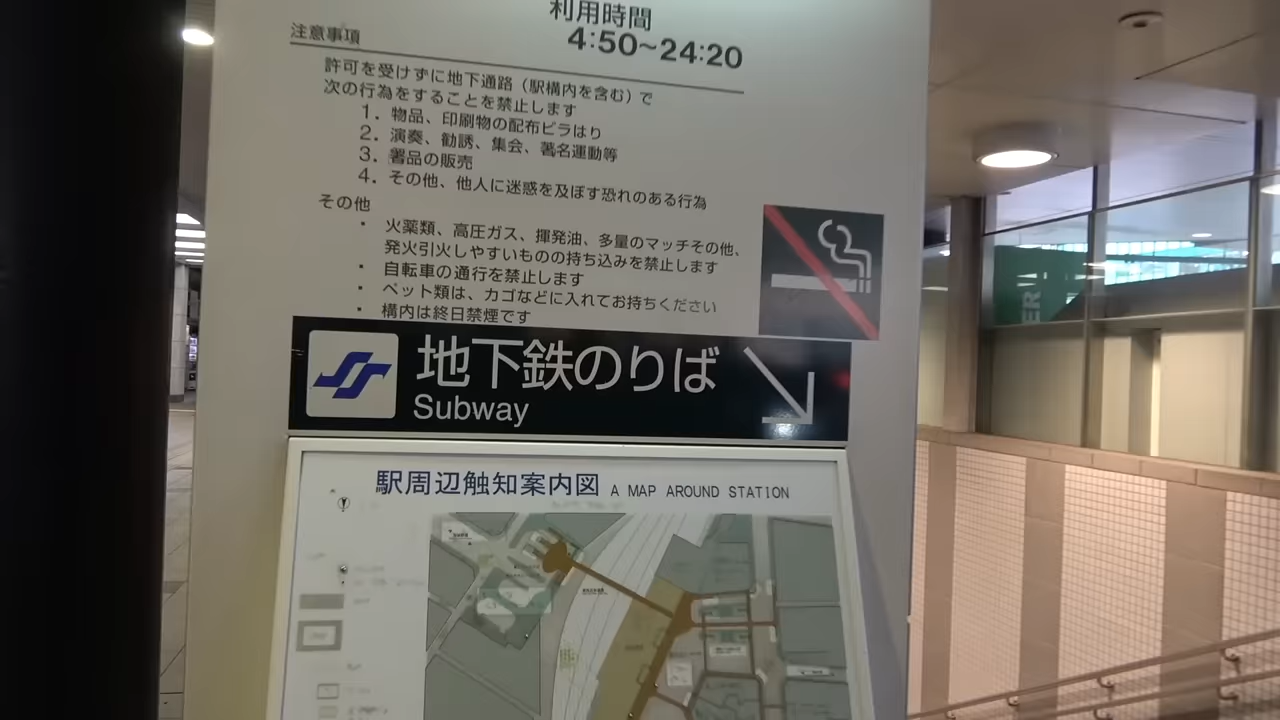 利用時間
4:50~24:20
注意事項
許可を受けずに地下通路（駅構内を含む）で
次の行為をすることを禁止します
1. 物品、印刷物の配布ビラはり
2. 演奏、勧誘、集会、署名運動等
3. 物品の販売
4. その他、他人に迷惑を及ぼす恐れのある行為
その他
・ 火薬類、高圧ガス、揮発油、多量のマッチその他、
発火引火しやすいものの持ち込みを禁止します
・ 自転車の通行を禁止します
・ ペット類は、カゴなどに入れてお持ちください
・ 構内は終日禁煙です
地下鉄のりば
Subway
駅周辺触知案内図 A MAP AROUND STATION
ER